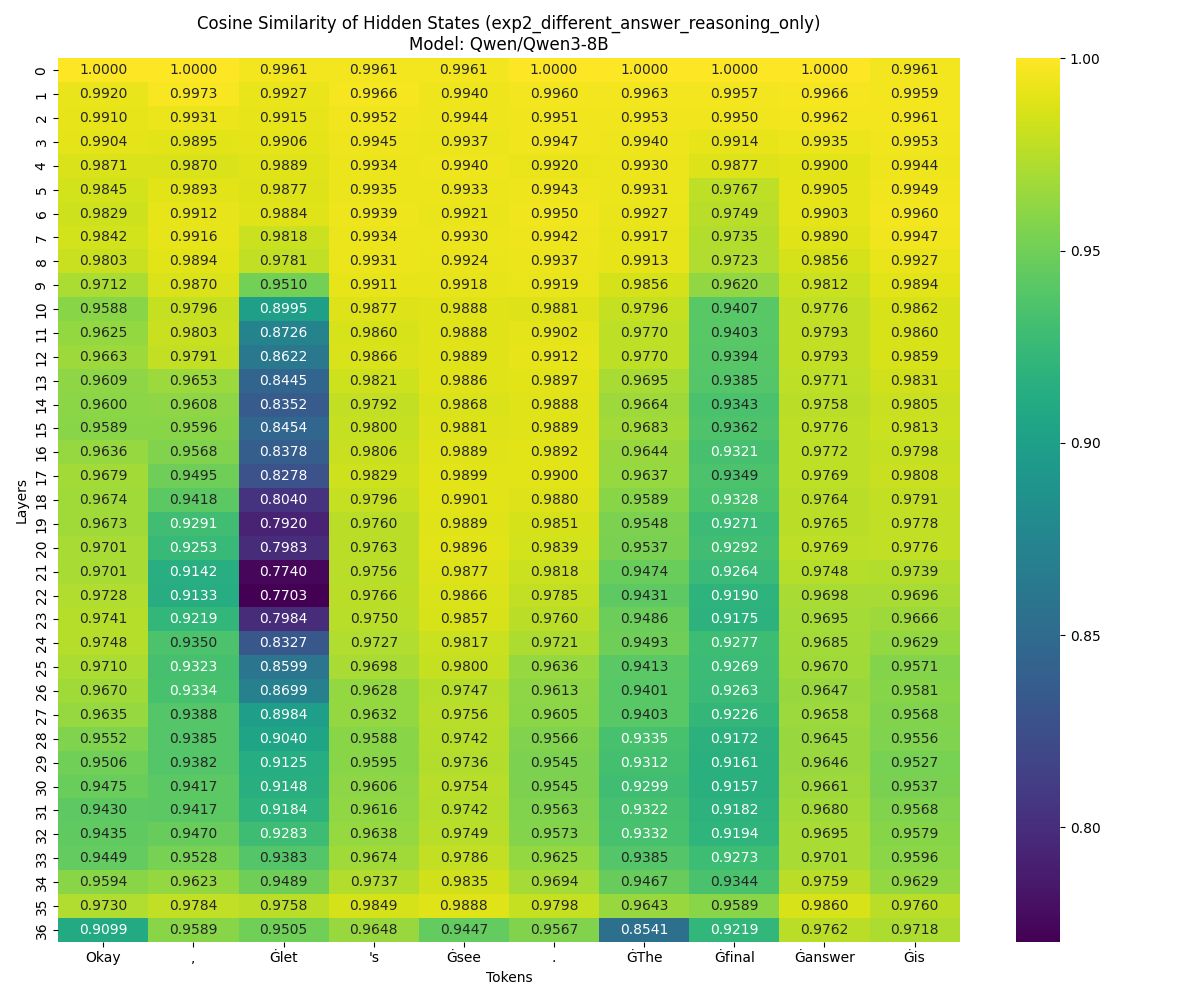 Cosine Similarity of Hidden States (exp2_different_answer_reasoning_only)
Model: Qwen/Qwen3-8B
0 1.0000 1.0000 0.9961 0.9961 0.9961 1.0000 1.0000 1.0000 1.0000 0.9961
1 0.9920 0.9973 0.9927 0.9966 0.9940 0.9960 0.9963 0.9957 0.9966 0.9959
2 0.9910 0.9931 0.9915 0.9952 0.9944 0.9951 0.9953 0.9950 0.9962 0.9961
3 0.9904 0.9895 0.9906 0.9945 0.9937 0.9947 0.9940 0.9914 0.9935 0.9953
4 0.9871 0.9870 0.9889 0.9934 0.9940 0.9920 0.9930 0.9877 0.9900 0.9944
5 0.9845 0.9893 0.9877 0.9935 0.9933 0.9943 0.9931 0.9767 0.9905 0.9949
6 0.9829 0.9912 0.9884 0.9939 0.9921 0.9950 0.9927 0.9749 0.9903 0.9960
7 0.9842 0.9916 0.9818 0.9934 0.9930 0.9942 0.9917 0.9735 0.9890 0.9947
8 0.9803 0.9894 0.9781 0.9931 0.9924 0.9937 0.9913 0.9723 0.9856 0.9927
9 0.9712 0.9870 0.9510 0.9911 0.9918 0.9919 0.9856 0.9620 0.9812 0.9894
10 0.9588 0.9796 0.8995 0.9877 0.9888 0.9881 0.9796 0.9407 0.9776 0.9862
11 0.9625 0.9803 0.8726 0.9860 0.9888 0.9902 0.9770 0.9403 0.9793 0.9860
12 0.9663 0.9791 0.8622 0.9866 0.9889 0.9912 0.9770 0.9394 0.9793 0.9859
13 0.9609 0.9653 0.8445 0.9821 0.9886 0.9897 0.9695 0.9385 0.9771 0.9831
14 0.9600 0.9608 0.8352 0.9792 0.9868 0.9888 0.9664 0.9343 0.9758 0.9805
15 0.9589 0.9596 0.8454 0.9800 0.9881 0.9889 0.9683 0.9362 0.9776 0.9813
16 0.9636 0.9568 0.8378 0.9806 0.9889 0.9892 0.9644 0.9321 0.9772 0.9798
17 0.9679 0.9495 0.8278 0.9829 0.9899 0.9900 0.9637 0.9349 0.9769 0.9808
18 0.9674 0.9418 0.8040 0.9796 0.9901 0.9880 0.9589 0.9328 0.9764 0.9791
19 0.9673 0.9291 0.7920 0.9760 0.9889 0.9851 0.9548 0.9271 0.9765 0.9778
20 0.9701 0.9253 0.7983 0.9763 0.9896 0.9839 0.9537 0.9292 0.9769 0.9776
21 0.9701 0.9142 0.7740 0.9756 0.9877 0.9818 0.9474 0.9264 0.9748 0.9739
22 0.9728 0.9133 0.7703 0.9766 0.9866 0.9785 0.9431 0.9190 0.9698 0.9696
23 0.9741 0.9219 0.7984 0.9750 0.9857 0.9760 0.9486 0.9175 0.9695 0.9666
24 0.9748 0.9350 0.8327 0.9727 0.9817 0.9721 0.9493 0.9277 0.9685 0.9629
25 0.9710 0.9323 0.8599 0.9698 0.9800 0.9636 0.9413 0.9269 0.9670 0.9571
26 0.9670 0.9334 0.8699 0.9628 0.9747 0.9613 0.9401 0.9263 0.9647 0.9581
27 0.9635 0.9388 0.8984 0.9632 0.9756 0.9605 0.9403 0.9226 0.9658 0.9568
28 0.9552 0.9385 0.9040 0.9588 0.9742 0.9566 0.9335 0.9172 0.9645 0.9556
29 0.9506 0.9382 0.9125 0.9595 0.9736 0.9545 0.9312 0.9161 0.9646 0.9527
30 0.9475 0.9417 0.9148 0.9606 0.9754 0.9545 0.9299 0.9157 0.9661 0.9537
31 0.9430 0.9417 0.9184 0.9616 0.9742 0.9563 0.9322 0.9182 0.9680 0.9568
32 0.9435 0.9470 0.9283 0.9638 0.9749 0.9573 0.9332 0.9194 0.9695 0.9579
33 0.9449 0.9528 0.9383 0.9674 0.9786 0.9625 0.9385 0.9273 0.9701 0.9596
34 0.9594 0.9623 0.9489 0.9737 0.9835 0.9694 0.9467 0.9344 0.9759 0.9629
35 0.9730 0.9784 0.9758 0.9849 0.9888 0.9798 0.9643 0.9589 0.9860 0.9760
36 0.9099 0.9589 0.9505 0.9648 0.9447 0.9567 0.8541 0.9219 0.9762 0.9718
Okay , Ġlet 's Ġsee . ĠThe Ġfinal Ġanswer Ġis
Tokens
Layers
1.00
0.95
0.90
0.85
0.80